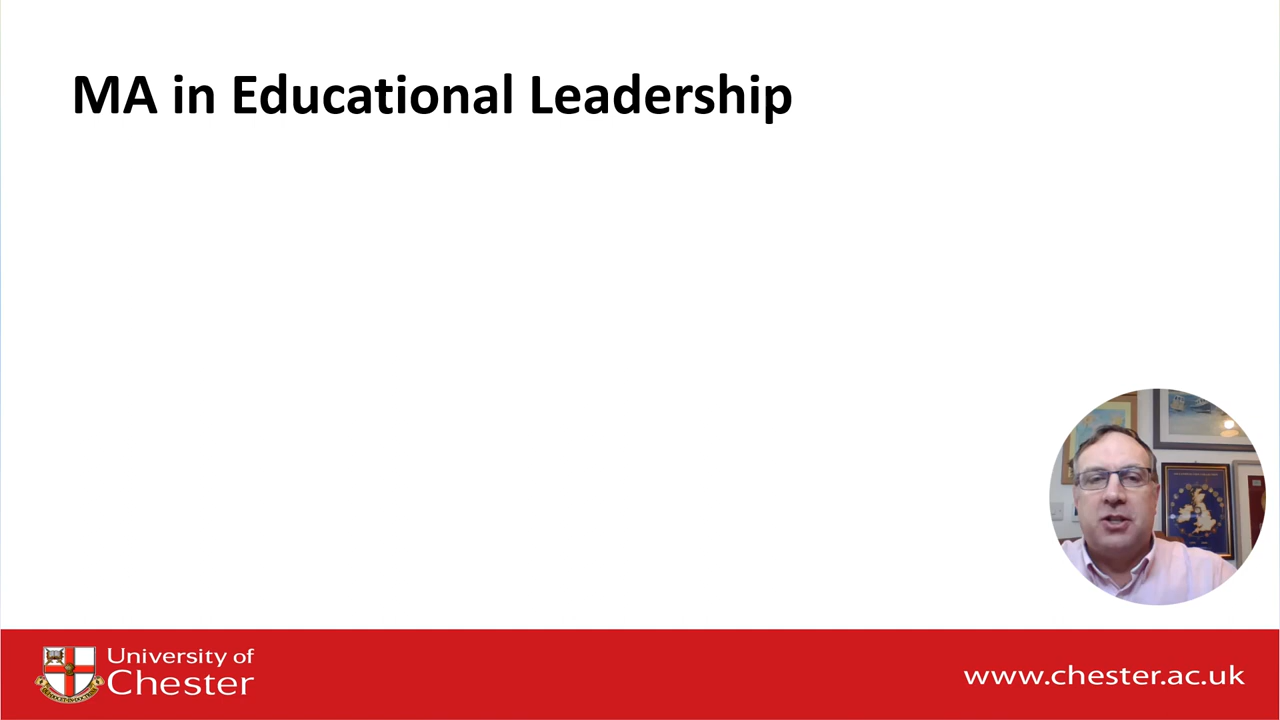 MA in Educational Leadership
University of
Chester
www.chester.ac.uk